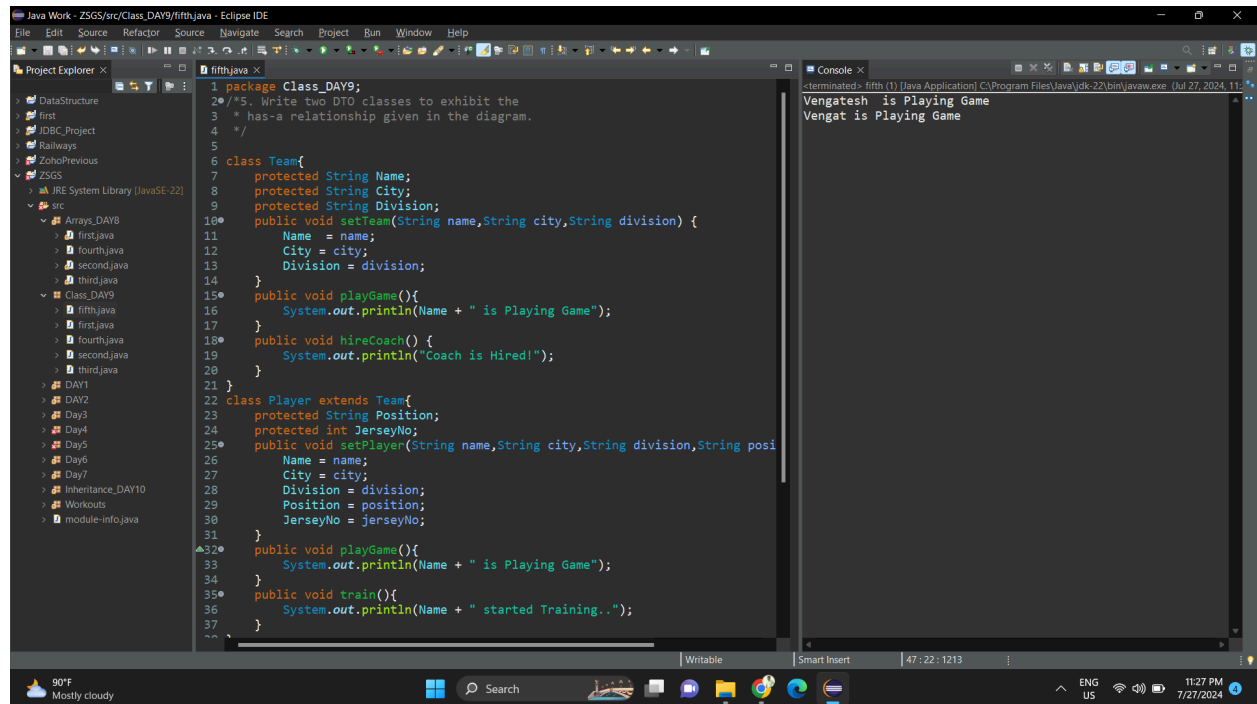 Java Work - ZSGS/src/Class_DAY9/fifth.java - Eclipse IDE
File Edit Source Refactor Source Navigate Search Project Run Window Help
Project Explorer
DataStructure
first
JDBC_Project
Railways
ZohoPrevious
ZSGS
JRE System Library [JavaSE-22]
src
Arrays_DAY8
first.java
fourth.java
second.java
third.java
Class_DAY9
fifth.java
first.java
fourth.java
second.java
third.java
DAY1
DAY2
Day3
Day4
Day5
Day6
Day7
Inheritance_DAY10
Workouts
module-info.java
fifth.java
1 package Class_DAY9;
2 /*5. Write two DTO classes to exhibit the
3 * has-a relationship given in the diagram.
4 */
5
6 class Team{
7 protected String Name;
8 protected String City;
9 protected String Division;
10 public void setTeam(String name,String city,String division) {
11 Name  = name;
12 City = city;
13 Division = division;
14 }
15 public void playGame(){
16 System.out.println(Name + " is Playing Game");
17 }
18 public void hireCoach() {
19 System.out.println("Coach is Hired!");
20 }
21 }
22 class Player extends Team{
23 protected String Position;
24 protected int JerseyNo;
25 public void setPlayer(String name,String city,String division,String posi
26 Name = name;
27 City = city;
28 Division = division;
29 Position = position;
30 JerseyNo = jerseyNo;
31 }
32 public void playGame(){
33 System.out.println(Name + " is Playing Game");
34 }
35 public void train(){
36 System.out.println(Name + " started Training..");
37 }
Console
<terminated> fifth (1) [Java Application] C:\Program Files\Java\jdk-22\bin\javaw.exe (Jul 27, 2024, 11:
Vengatesh  is Playing Game
Vengat is Playing Game
Writable Smart Insert 47 : 22 : 1213
90°F
Mostly cloudy
Search
ENG
US
11:27 PM
7/27/2024
4